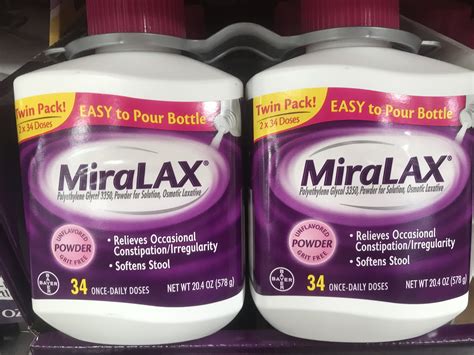 Twin Pack!
2 x 34 Doses
EASY to Pour Bottle
MiraLAX®
Polyethylene Glycol 3350, Powder for Solution, Osmotic Laxative
UNFLAVORED
POWDER
GRIT FREE
• Relieves Occasional
Constipation/Irregularity
• Softens Stool
BAYER
BAYER
34 ONCE-DAILY DOSES
NET WT 20.4 OZ (578 g)
Twin Pack!
2 x 34 Doses
EASY to Pour Bottle
MiraLAX®
Polyethylene Glycol 3350, Powder for Solution, Osmotic Laxative
UNFLAVORED
POWDER
GRIT FREE
• Relieves Occasional
Constipation/Irregularity
• Softens Stool
BAYER
BAYER
34 ONCE-DAILY DOSES
NET WT 20.4 OZ (578 g)
OZ